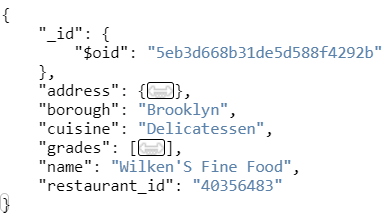 {
"_id": {
"$oid": "5eb3d668b31de5d588f4292b"
},
"address": {},
"borough": "Brooklyn",
"cuisine": "Delicatessen",
"grades": [],
"name": "Wilken'S Fine Food",
"restaurant_id": "40356483"
}